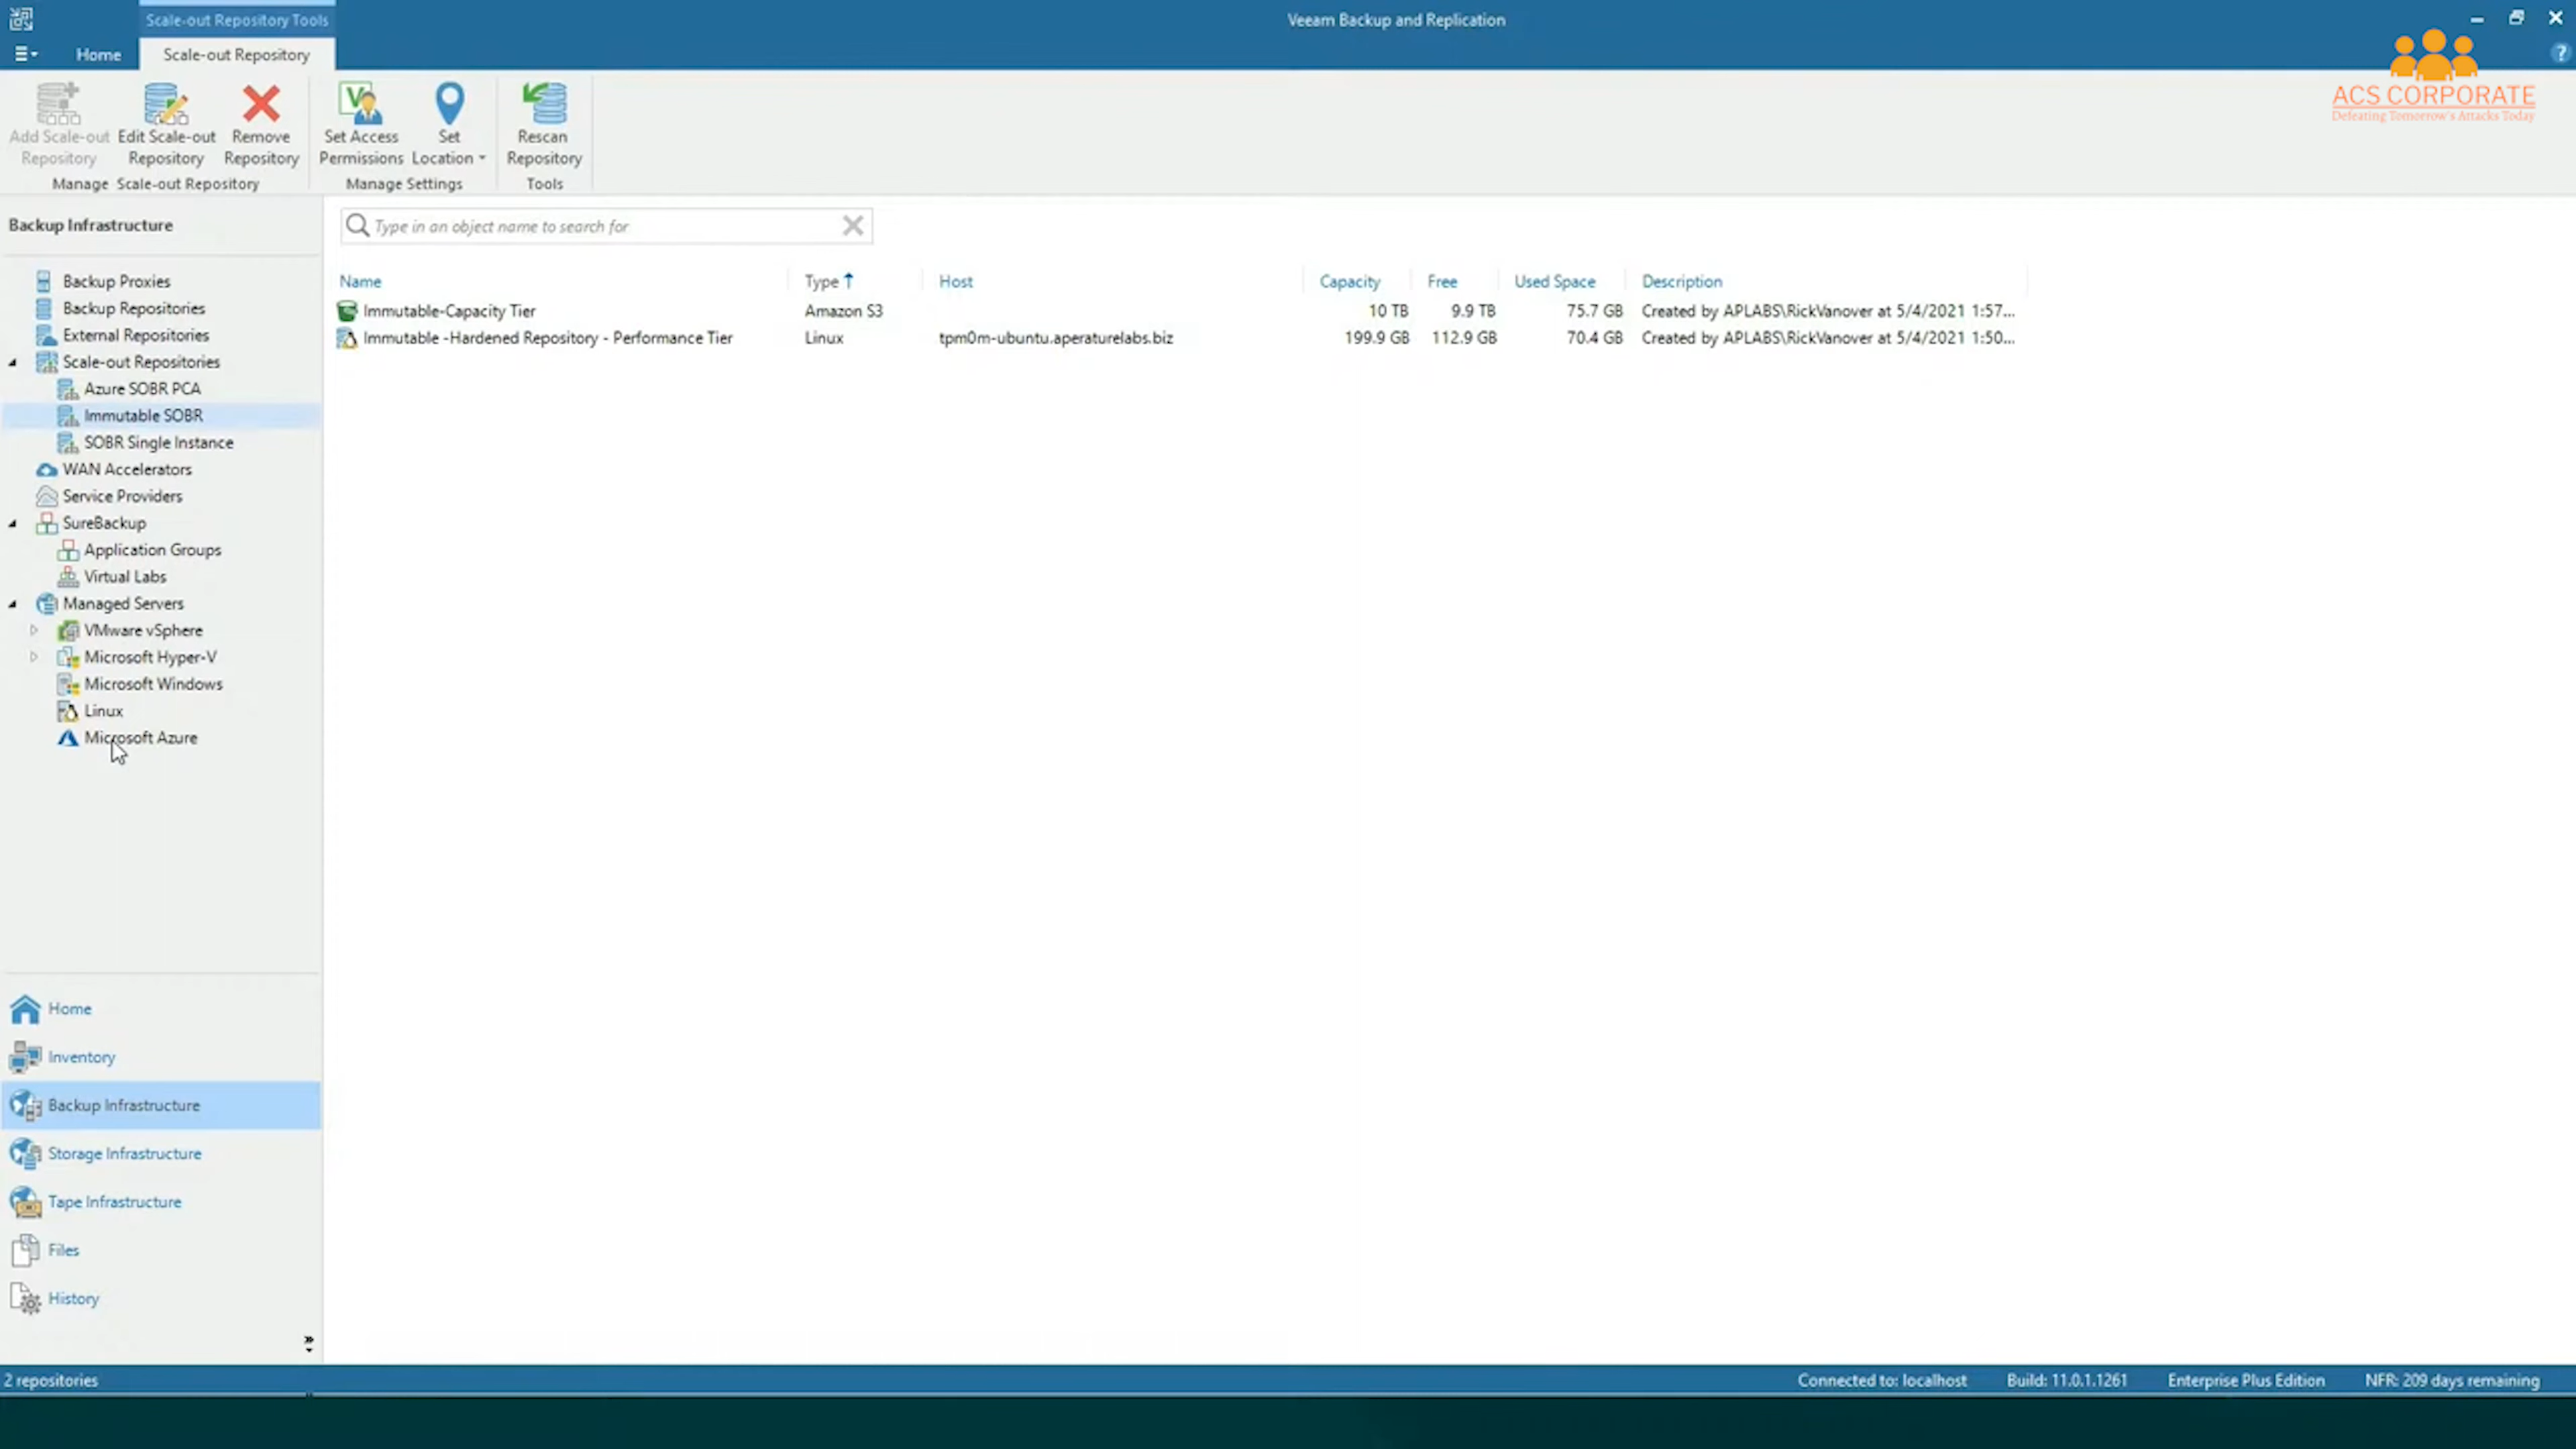 Scale-out Repository Tools
Veeam Backup and Replication
Home
Scale-out Repository
ACS CORPORATE
Defeating Tomorrow's Attacks Today
Add Scale-out Repository
Edit Scale-out Repository
Remove Repository
Set Access Permissions
Set Location
Rescan Repository
Manage Scale-out Repository
Manage Settings
Tools
Backup Infrastructure
Type in an object name to search for
Name Type Host Capacity Free Used Space Description
Immutable-Capacity Tier Amazon S3 10 TB 9.9 TB 75.7 GB Created by APLABS\RickVanover at 5/4/2021 1:57...
Immutable -Hardened Repository - Performance Tier Linux tpm0m-ubuntu.aperaturelabs.biz 199.9 GB 112.9 GB 70.4 GB Created by APLABS\RickVanover at 5/4/2021 1:50...
Backup Proxies
Backup Repositories
External Repositories
Scale-out Repositories
Azure SOBR PCA
Immutable SOBR
SOBR Single Instance
WAN Accelerators
Service Providers
SureBackup
Application Groups
Virtual Labs
Managed Servers
VMware vSphere
Microsoft Hyper-V
Microsoft Windows
Linux
Microsoft Azure
Home
Inventory
Backup Infrastructure
Storage Infrastructure
Tape Infrastructure
Files
History
2 repositories
Connected to: localhost Build: 11.0.1.1261 Enterprise Plus Edition NFR: 209 days remaining